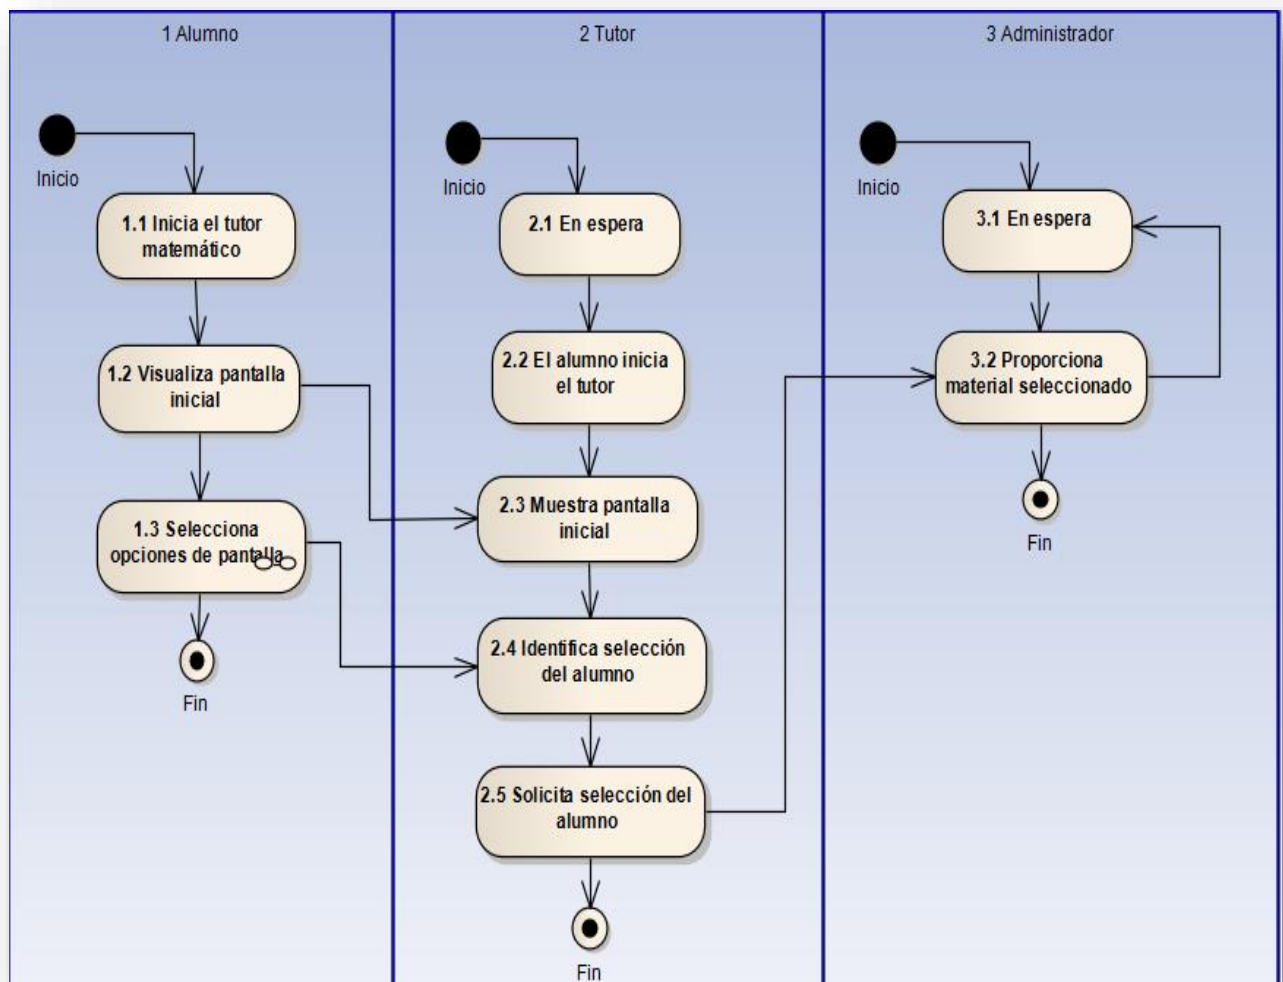 1 Alumno
2 Tutor
3 Administrador
Inicio
1.1 Inicia el tutor
matemático
1.2 Visualiza pantalla
inicial
1.3 Selecciona
opciones de pantalla
Fin
Inicio
2.1 En espera
2.2 El alumno inicia
el tutor
2.3 Muestra pantalla
inicial
2.4 Identifica selección
del alumno
2.5 Solicita selección del
alumno
Fin
Inicio
3.1 En espera
3.2 Proporciona
material seleccionado
Fin